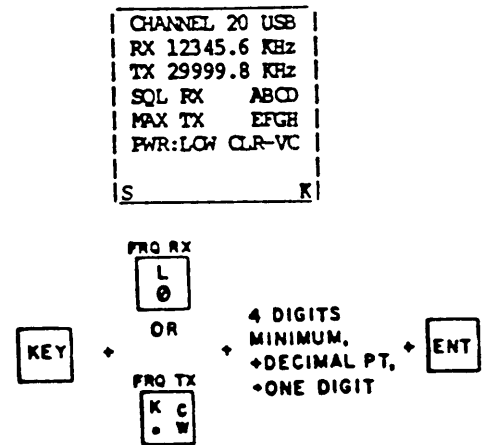 CHANNEL 20 USB
RX 12345.6 KHz
TX 29999.8 KHz
SQL RX ABCD
MAX TX EFGH
PWR:LOW CLR-VC
S K
FRQ RX
L
0
OR
KEY + + 4 DIGITS
MINIMUM,
+DECIMAL PT,
+ONE DIGIT
+ ENT
FRQ TX
K C
• W